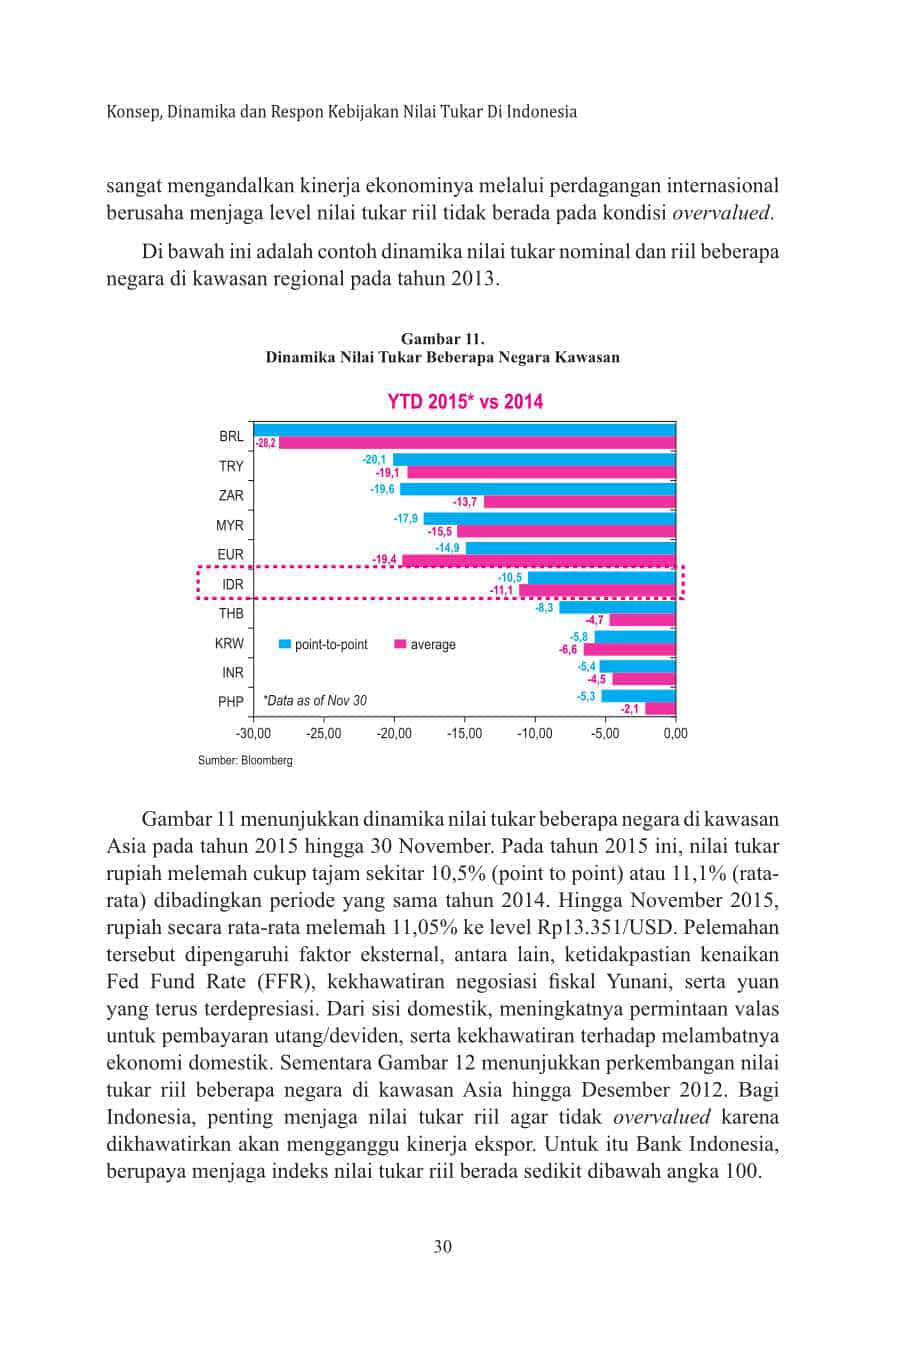 Konsep, Dinamika dan Respon Kebijakan Nilai Tukar Di Indonesia
sangat mengandalkan kinerja ekonominya melalui perdagangan internasional
berusaha menjaga level nilai tukar riil tidak berada pada kondisi overvalued.
Di bawah ini adalah contoh dinamika nilai tukar nominal dan riil beberapa
negara di kawasan regional pada tahun 2013.
Gambar 11.
Dinamika Nilai Tukar Beberapa Negara Kawasan
YTD 2015* vs 2014
BRL
-28,2
TRY
-20,1
-19,1
ZAR
-19,6
-13,7
MYR
-17,9
-15,5
EUR
-14,9
-19,4
IDR
-10,5
-11,1
THB
-8,3
-4,7
KRW
-5,8
-6,6
point-to-point average
INR
-5,4
-4,5
PHP
-5,3
-2,1
*Data as of Nov 30
-30,00 -25,00 -20,00 -15,00 -10,00 -5,00 0,00
Sumber: Bloomberg
Gambar 11 menunjukkan dinamika nilai tukar beberapa negara di kawasan
Asia pada tahun 2015 hingga 30 November. Pada tahun 2015 ini, nilai tukar
rupiah melemah cukup tajam sekitar 10,5% (point to point) atau 11,1% (rata-
rata) dibadingkan periode yang sama tahun 2014. Hingga November 2015,
rupiah secara rata-rata melemah 11,05% ke level Rp13.351/USD. Pelemahan
tersebut dipengaruhi faktor eksternal, antara lain, ketidakpastian kenaikan
Fed Fund Rate (FFR), kekhawatiran negosiasi fiskal Yunani, serta yuan
yang terus terdepresiasi. Dari sisi domestik, meningkatnya permintaan valas
untuk pembayaran utang/deviden, serta kekhawatiran terhadap melambatnya
ekonomi domestik. Sementara Gambar 12 menunjukkan perkembangan nilai
tukar riil beberapa negara di kawasan Asia hingga Desember 2012. Bagi
Indonesia, penting menjaga nilai tukar riil agar tidak overvalued karena
dikhawatirkan akan mengganggu kinerja ekspor. Untuk itu Bank Indonesia,
berupaya menjaga indeks nilai tukar riil berada sedikit dibawah angka 100.
30